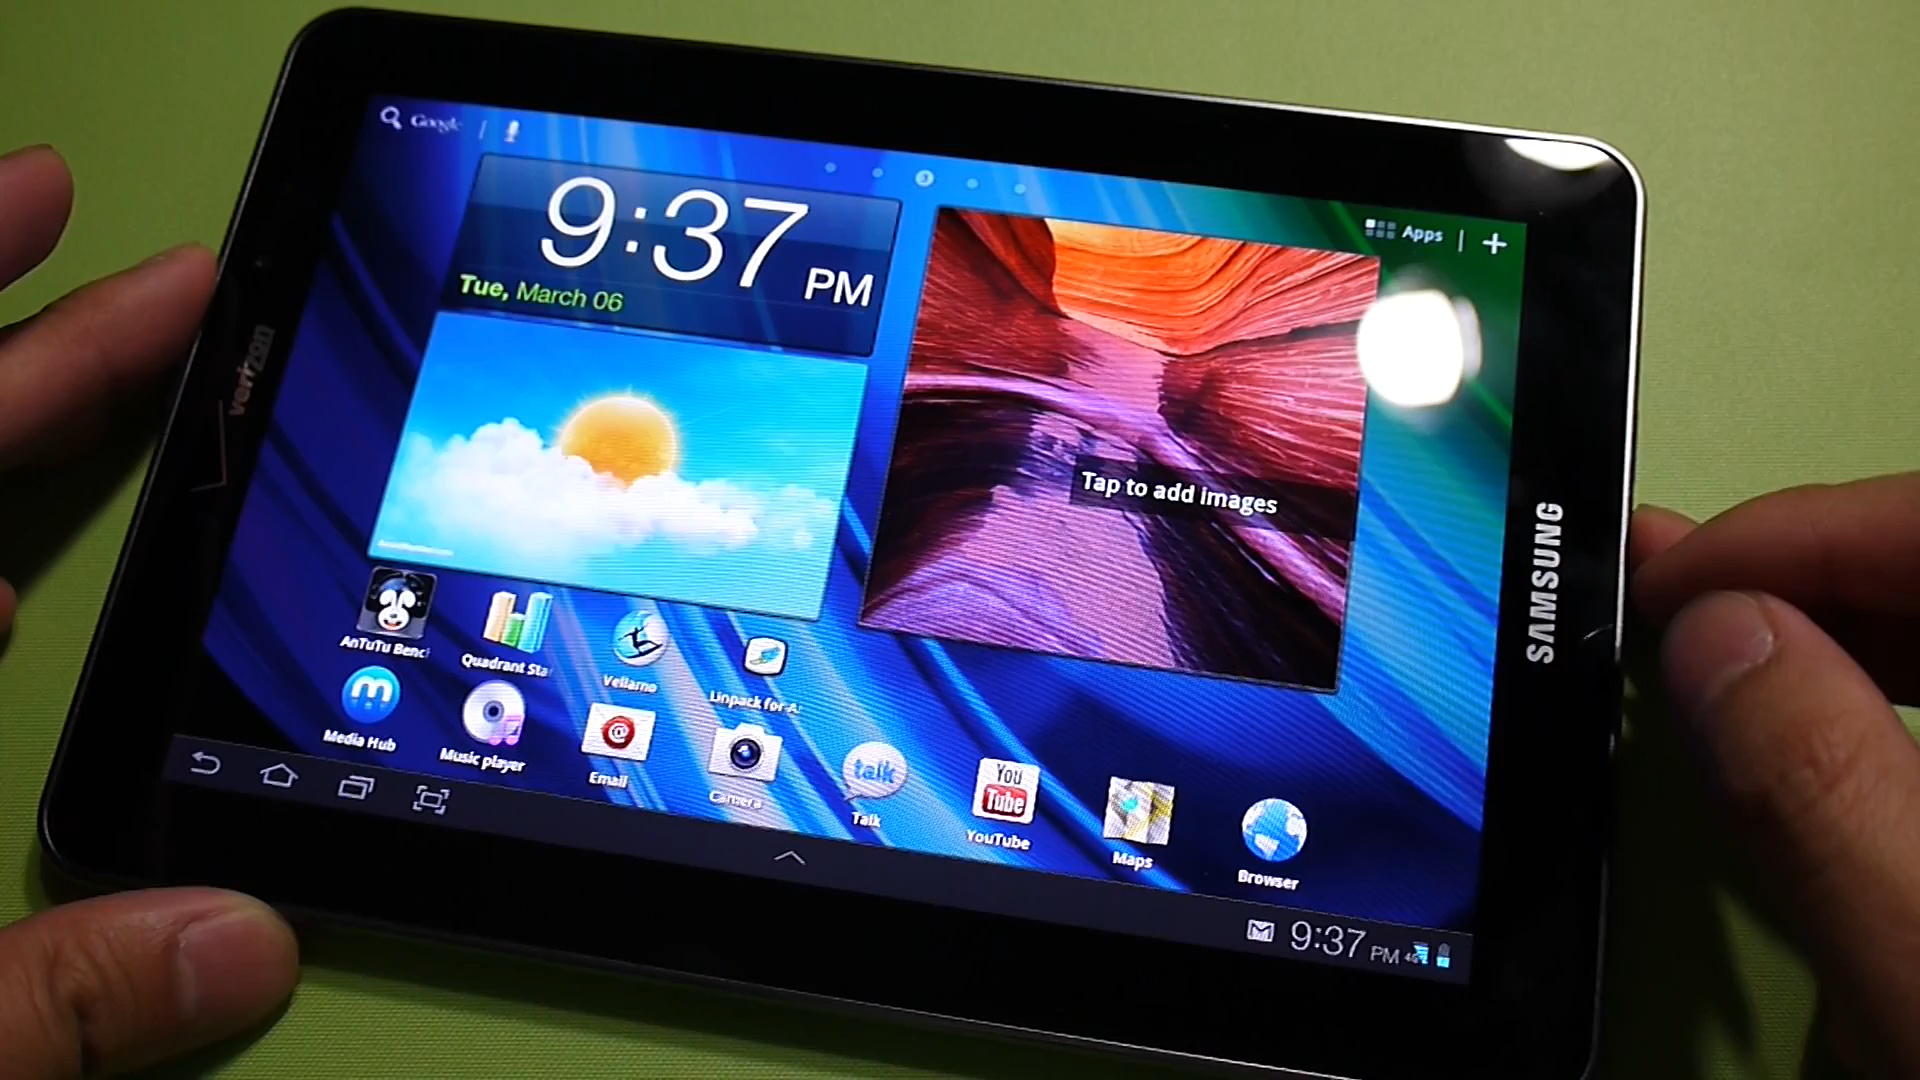 Google
Apps
9:37 PM
Tue, March 06
Tap to add images
verizon
SAMSUNG
AnTuTu Benc
Quadrant Sta
Vellamo
Linpack for A
Media Hub
Music player
@
Email
Camera
talk
Talk
You
Tube
YouTube
Maps
Browser
9:37 PM 4G